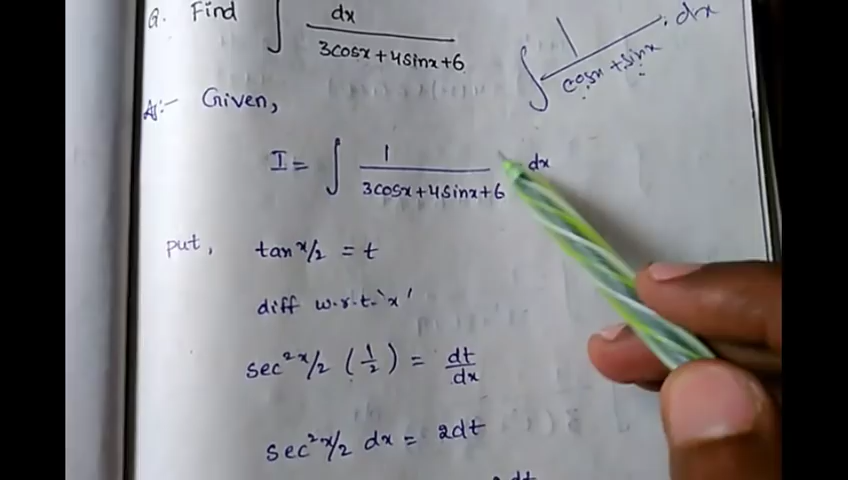 Q. Find ∫ dx / 3cosx+4sinx+6
∫ 1 / cosx+sinx . dx
A:- Given,
I = ∫ 1 / 3cosx+4sinx+6 dx
put, tan x/2 = t
diff w.r.t. 'x'
sec² x/2 (1/2) = dt/dx
sec² x/2 dx = 2dt